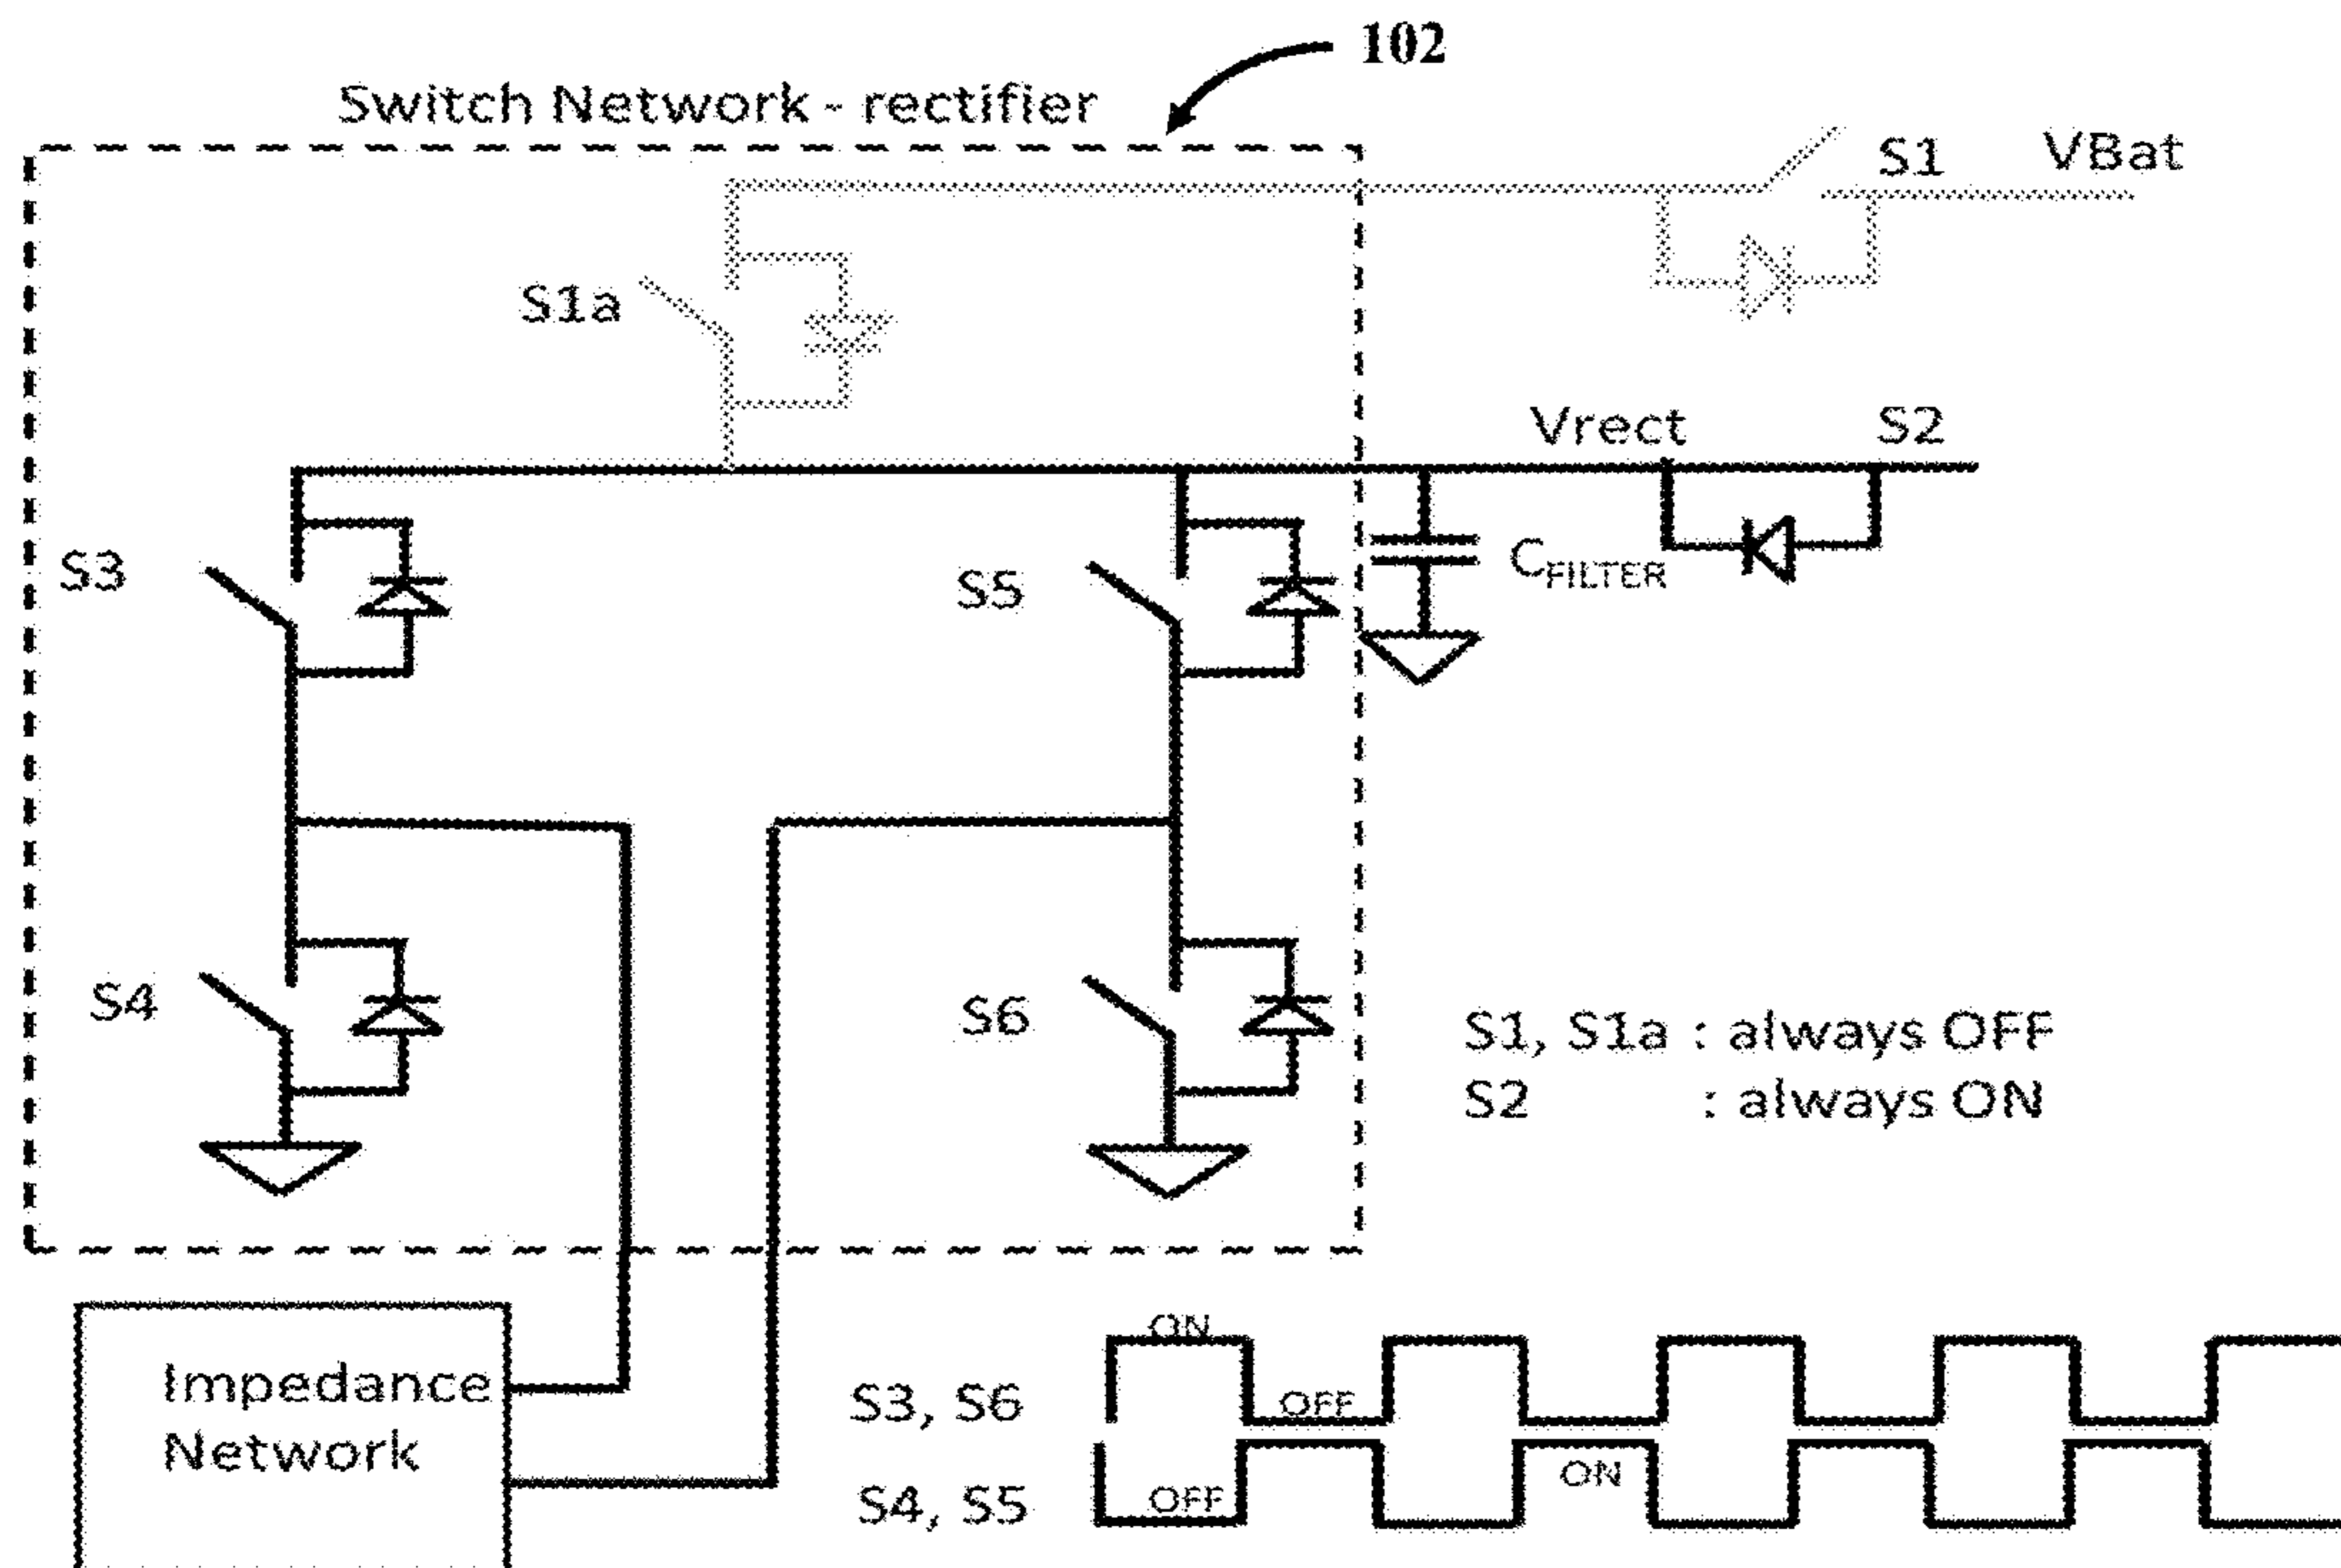 102
Switch Network - rectifier
S1
VBat
S1a
Vrect
S2
S3
S5
CFILTER
S4
S6
S1, S1a : always OFF
S2 : always ON
Impedance
Network
ON
S3, S6
OFF
ON
S4, S5
OFF